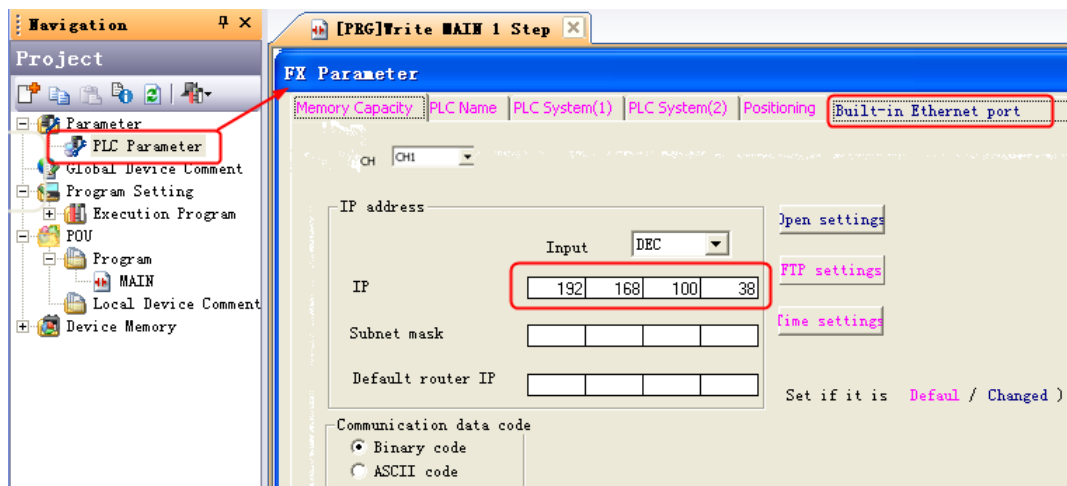 Navigation
[PRG]Write MAIN 1 Step
Project
FX Parameter
Memory Capacity PLC Name PLC System(1) PLC System(2) Positioning Built-in Ethernet port
Parameter
PLC Parameter
Global Device Comment
Program Setting
Execution Program
POU
Program
MAIN
Local Device Comment
Device Memory
CH CH1
IP address
Input DEC
IP 192 168 100 38
Subnet mask
Default router IP
Open settings
FTP settings
Time settings
Set if it is Defaul / Changed )
Communication data code
Binary code
ASCII code